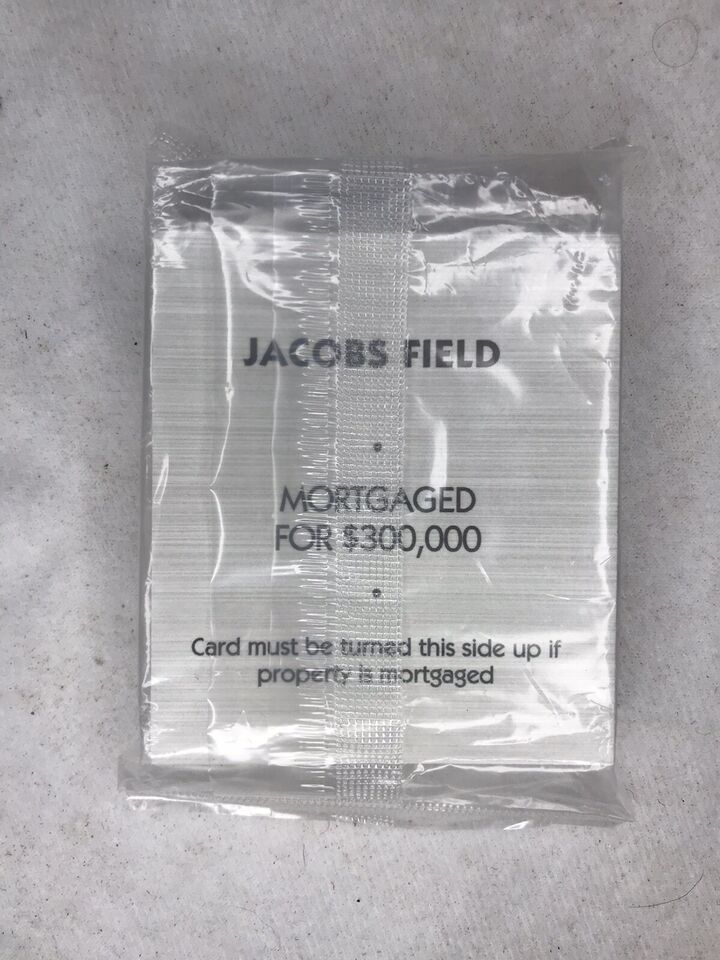 JACOBS FIELD
MORTGAGED
FOR $300,000
Card must be turned this side up if
property is mortgaged